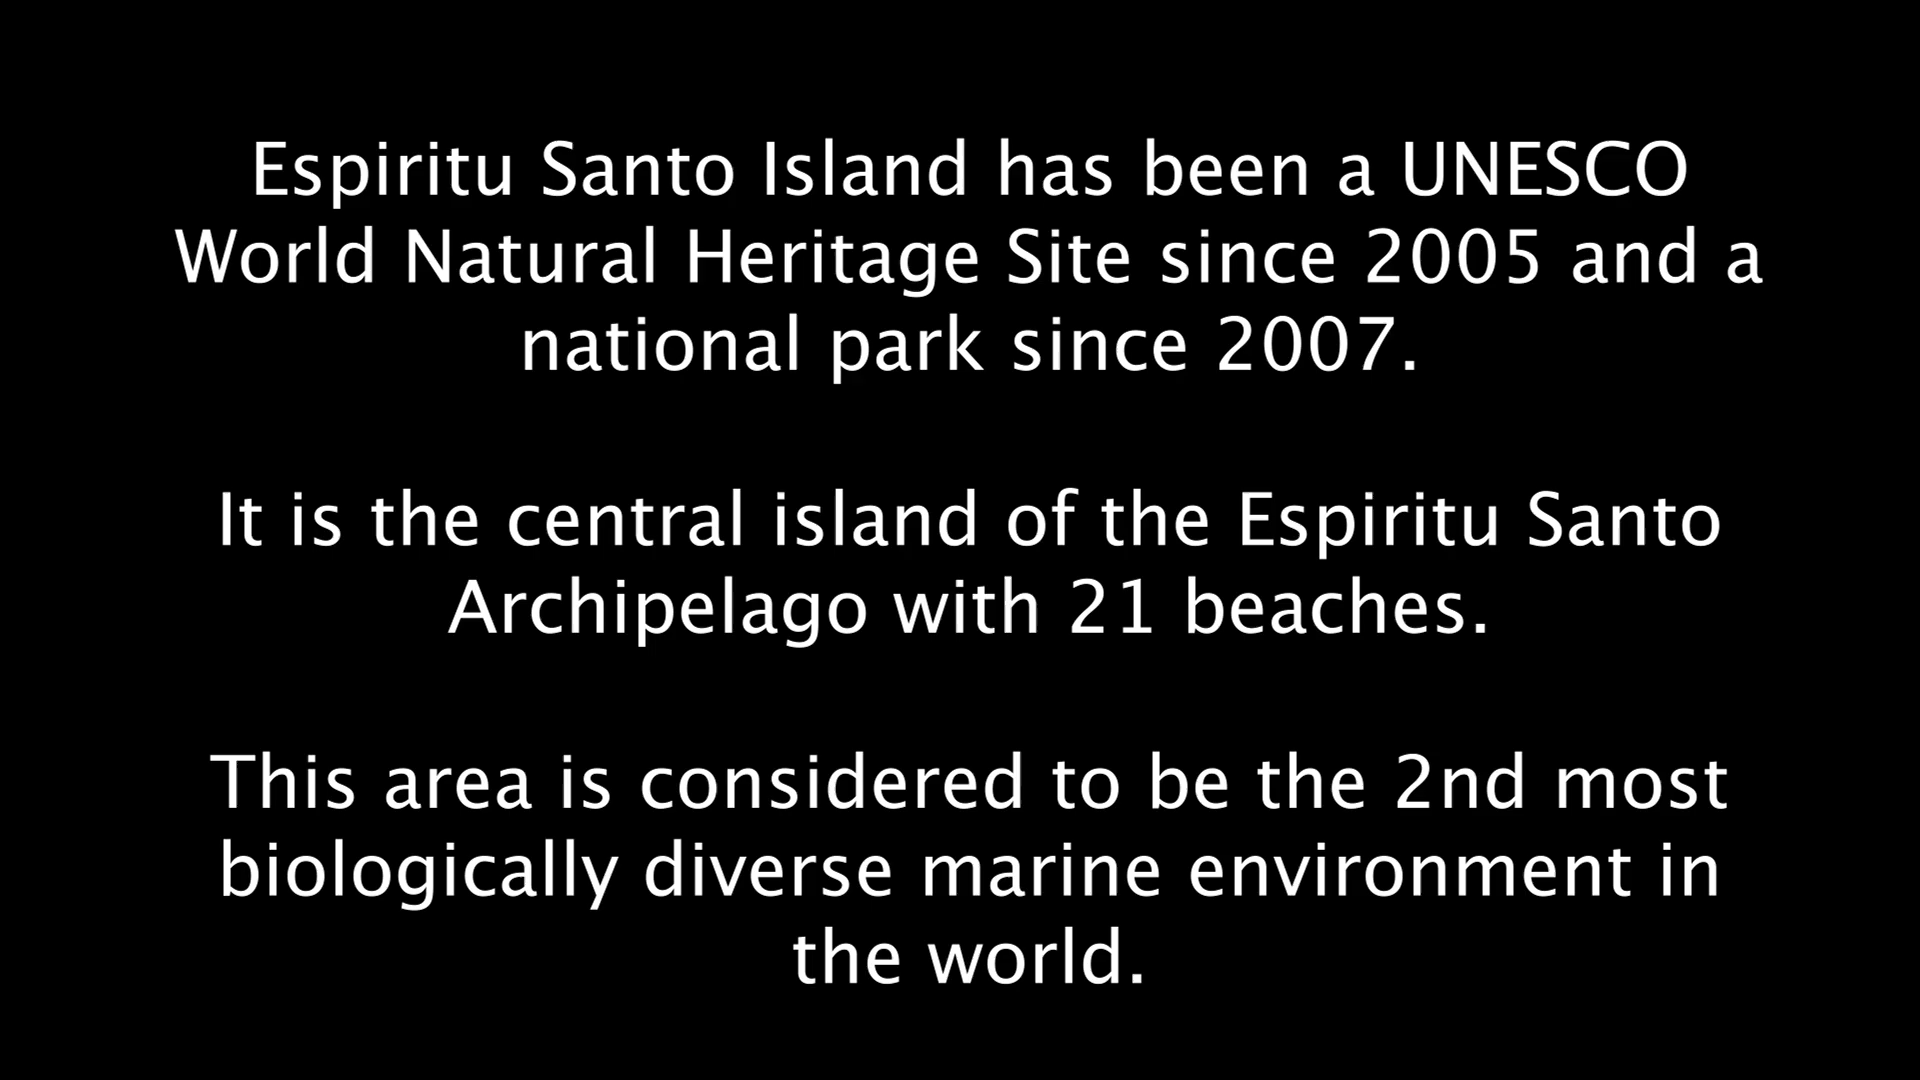 Espiritu Santo Island has been a UNESCO
World Natural Heritage Site since 2005 and a
national park since 2007.
It is the central island of the Espiritu Santo
Archipelago with 21 beaches.
This area is considered to be the 2nd most
biologically diverse marine environment in
the world.